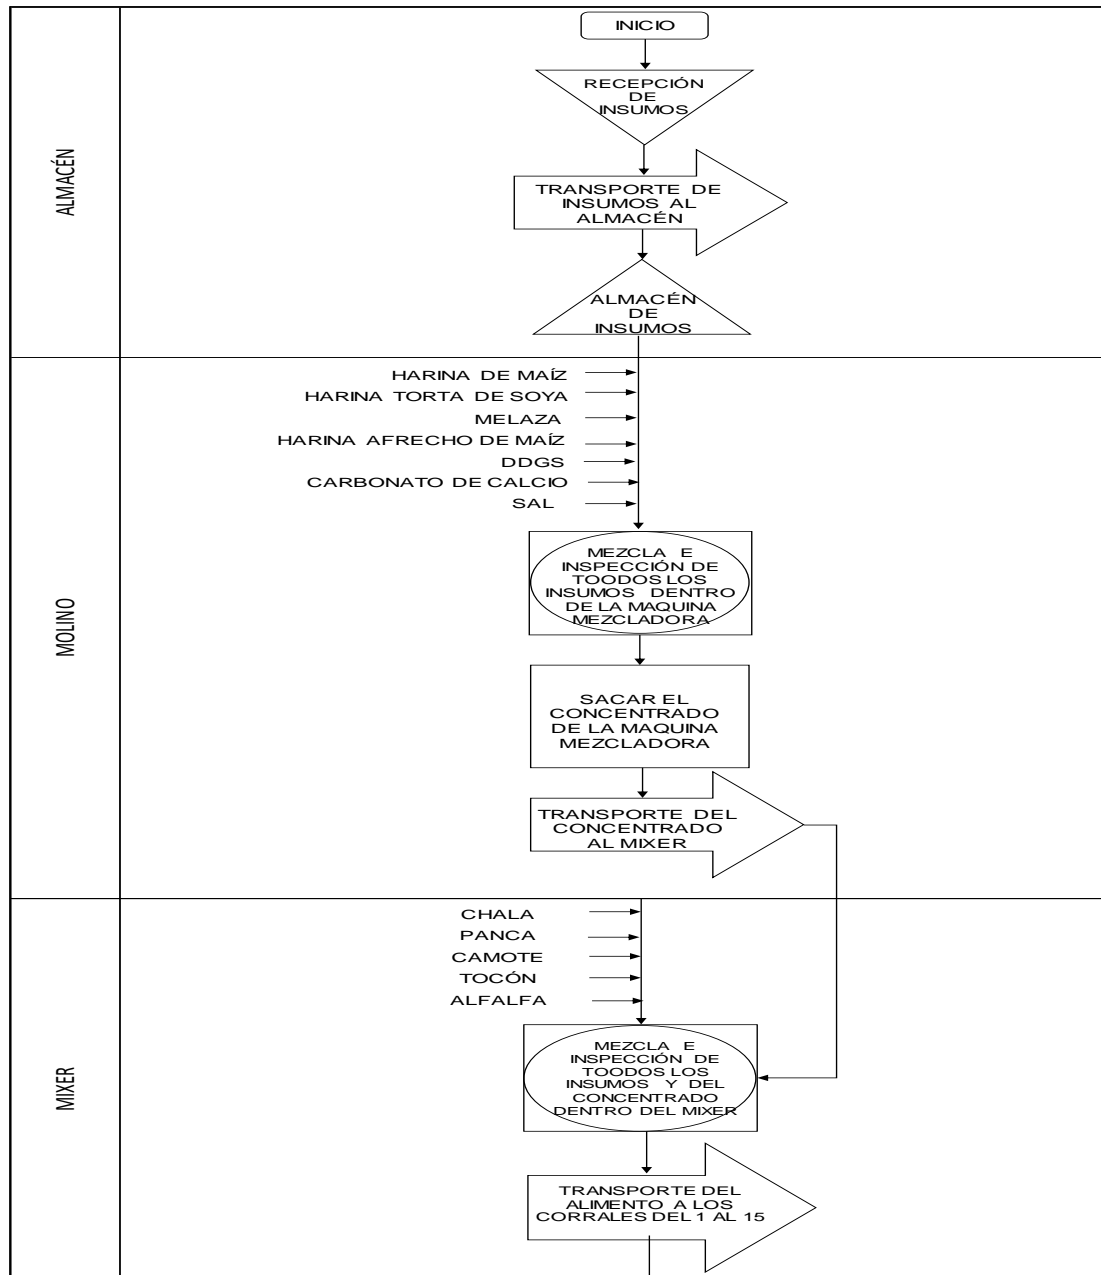 INICIO
RECEPCIÓN
DE
INSUMOS
ALMACÉN
TRANSPORTE DE
INSUMOS AL
ALMACÉN
ALMACÉN
DE
INSUMOS
MOLINO
HARINA DE MAÍZ
HARINA TORTA DE SOYA
MELAZA
HARINA AFRECHO DE MAÍZ
DDGS
CARBONATO DE CALCIO
SAL
MEZCLA E
INSPECCIÓN DE
TOODOS LOS
INSUMOS DENTRO
DE LA MAQUINA
MEZCLADORA
SACAR EL
CONCENTRADO
DE LA MAQUINA
MEZCLADORA
TRANSPORTE DEL
CONCENTRADO
AL MIXER
MIXER
CHALA
PANCA
CAMOTE
TOCÓN
ALFALFA
MEZCLA E
INSPECCIÓN DE
TOODOS LOS
INSUMOS Y DEL
CONCENTRADO
DENTRO DEL MIXER
TRANSPORTE DEL
ALIMENTO A LOS
CORRALES DEL 1 AL 15